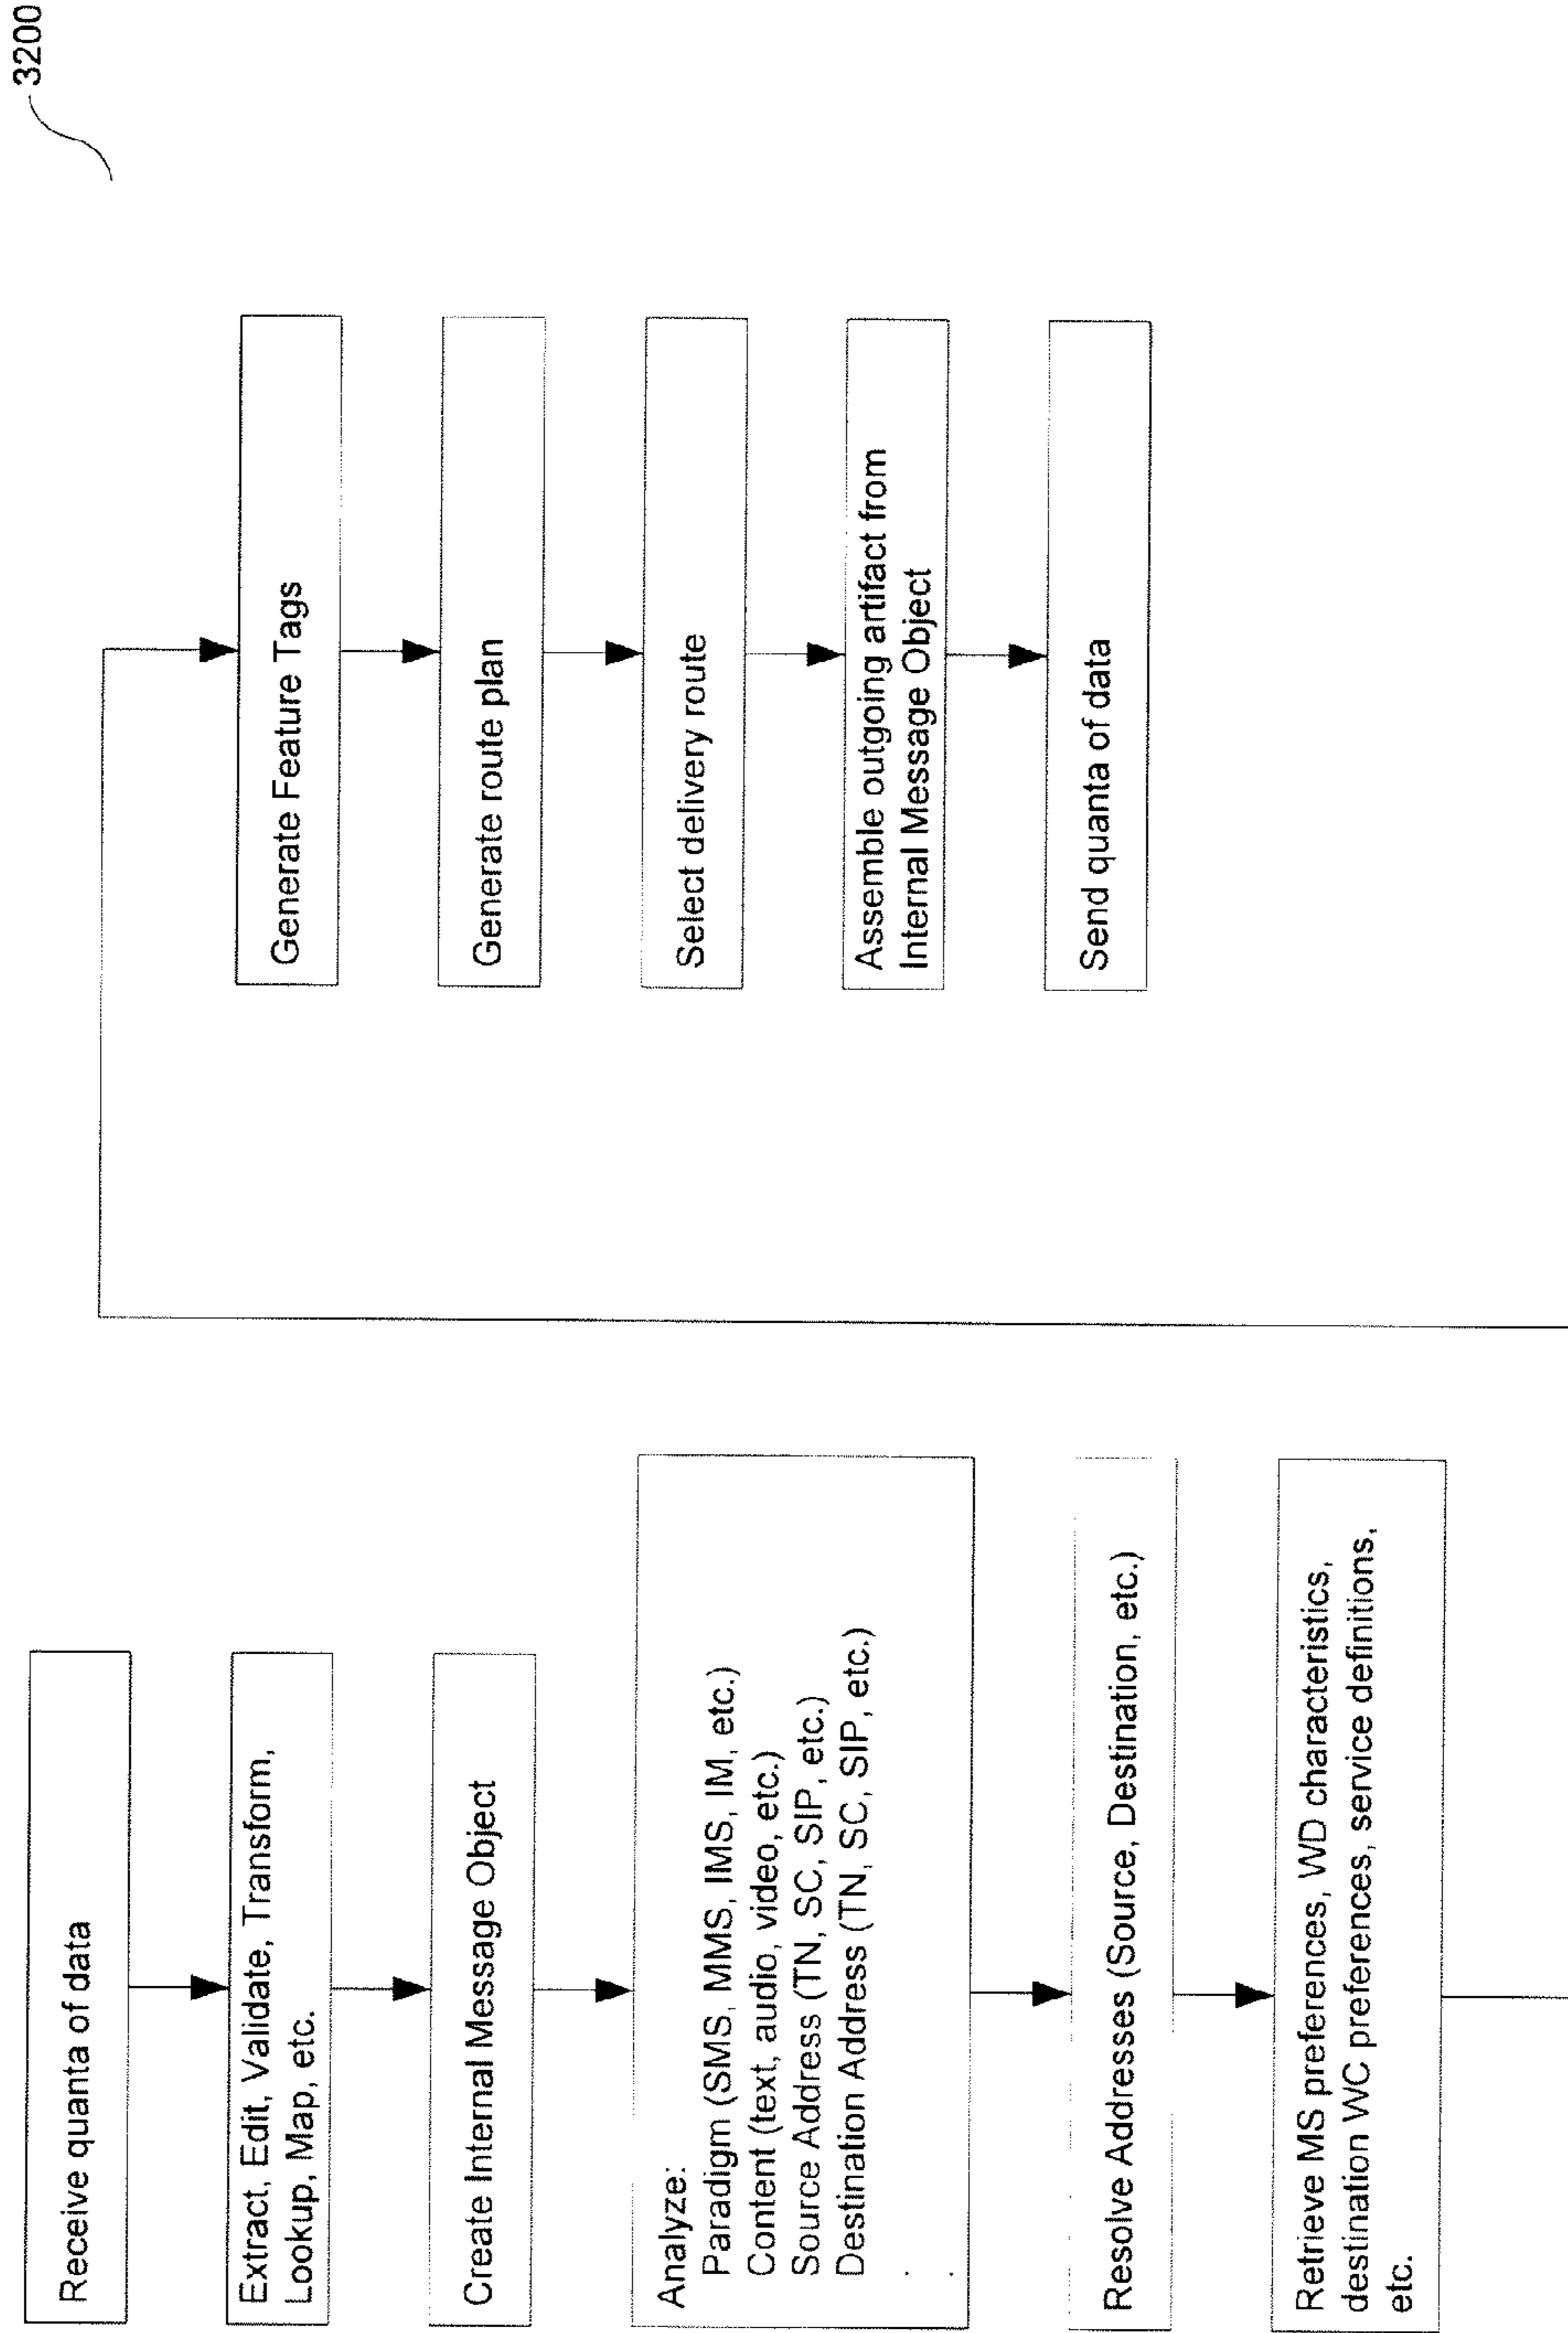 3200
Receive quanta of data
Extract, Edit, Validate, Transform,
Lookup, Map, etc.
Create Internal Message Object
Analyze:
Paradigm (SMS, MMS, IMS, IM, etc.)
Content (text, audio, video, etc.)
Source Address (TN, SC, SIP, etc.)
Destination Address (TN, SC, SIP, etc.)
.
.
Resolve Addresses (Source, Destination, etc.)
Retrieve MS preferences, WD characteristics,
destination WC preferences, service definitions,
etc.
Generate Feature Tags
Generate route plan
Select delivery route
Assemble outgoing artifact from
Internal Message Object
Send quanta of data